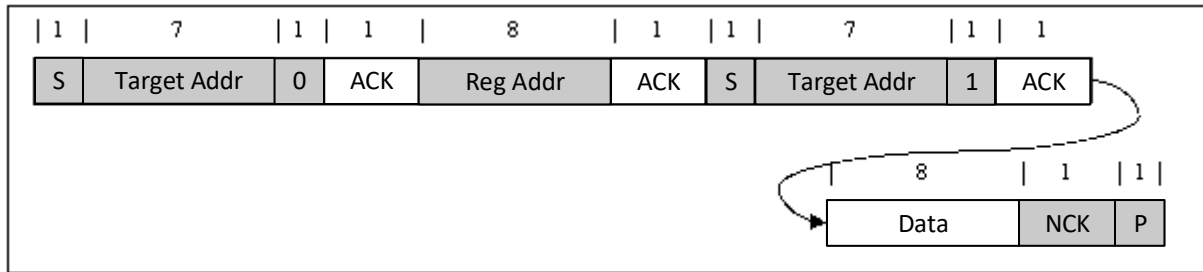 | 1 | 7 | 1 | 1 | 8 | 1 | 1 | 7 | 1 | 1
S Target Addr 0 ACK Reg Addr ACK S Target Addr 1 ACK
| 8 | 1 | 1 |
Data NCK P